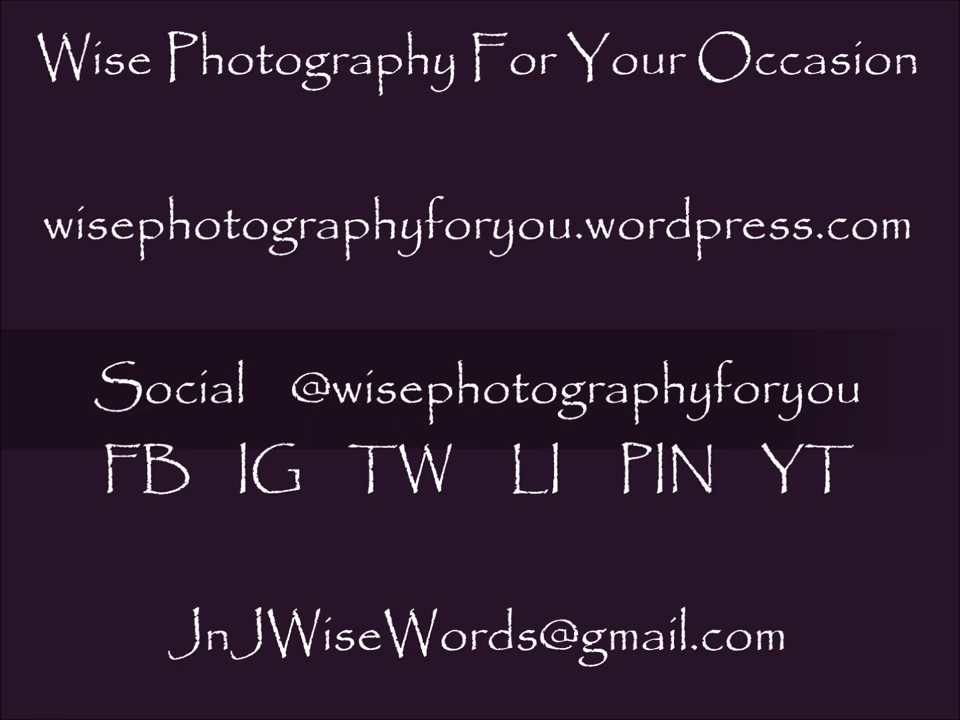 Wise Photography For Your Occasion
wisephotographyforyou.wordpress.com
Social @wisephotographyforyou
FB IG TW LI PIN YT
JnJWiseWords@gmail.com